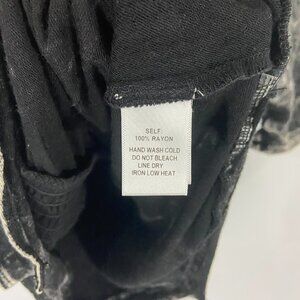 SELF:
100% RAYON
HAND WASH COLD
DO NOT BLEACH
LINE DRY
IRON LOW HEAT